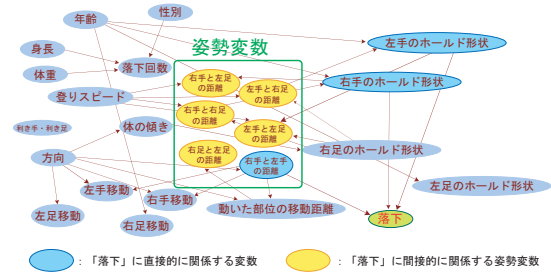 年齢
性別
左手のホールド形状
姿勢変数
身長
体重
落下回数
右手と左足
の距離
左手と右足
の距離
右手のホールド形状
登りスピード
右手と右足
の距離
利き手・利き足
体の傾き
左手と左足
の距離
右足のホールド形状
方向
右足と左足
の距離
右手と左手
の距離
左手移動
右手移動
左足のホールド形状
左足移動
右足移動
動いた部位の移動距離
落下
：「落下」に直接的に関係する変数
：「落下」に間接的に関係する姿勢変数